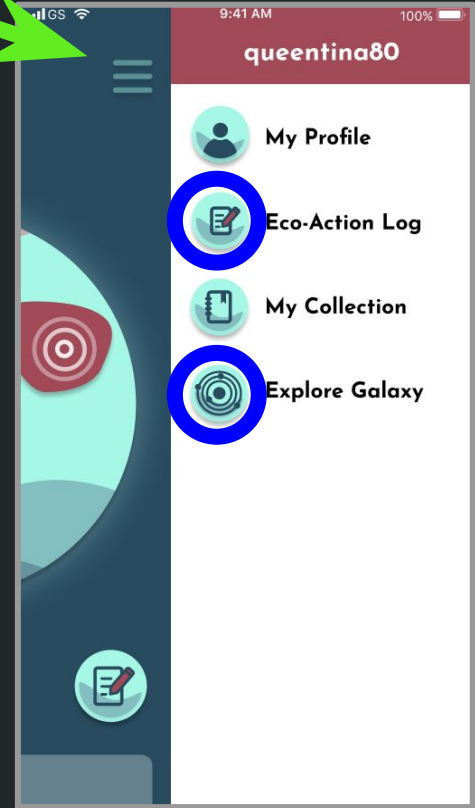 GS 9:41 AM 100%
queentina80
My Profile
Eco-Action Log
My Collection
Explore Galaxy